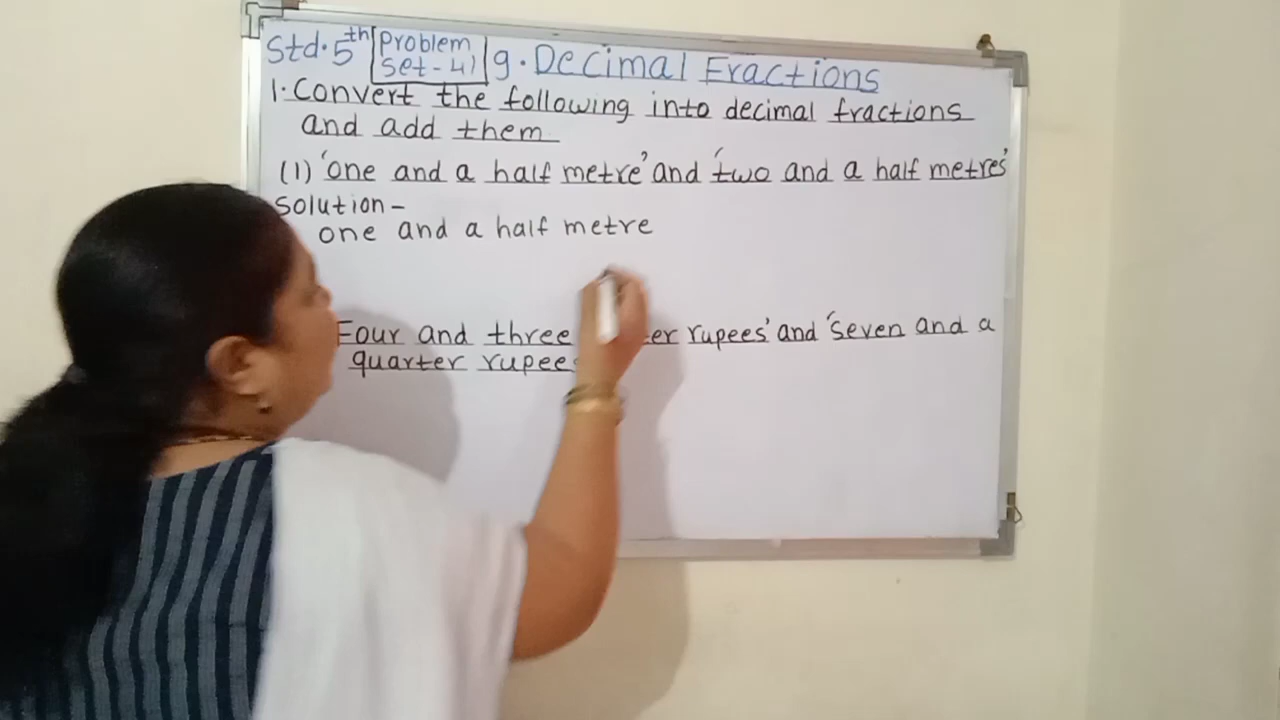 Std. 5th Problem Set-41 9. Decimal Fractions
1. Convert the following into decimal fractions
and add them
(1) 'one and a half metre' and 'two and a half metres'
Solution-
one and a half metre
Four and three rupees' and 'seven and a
quarter